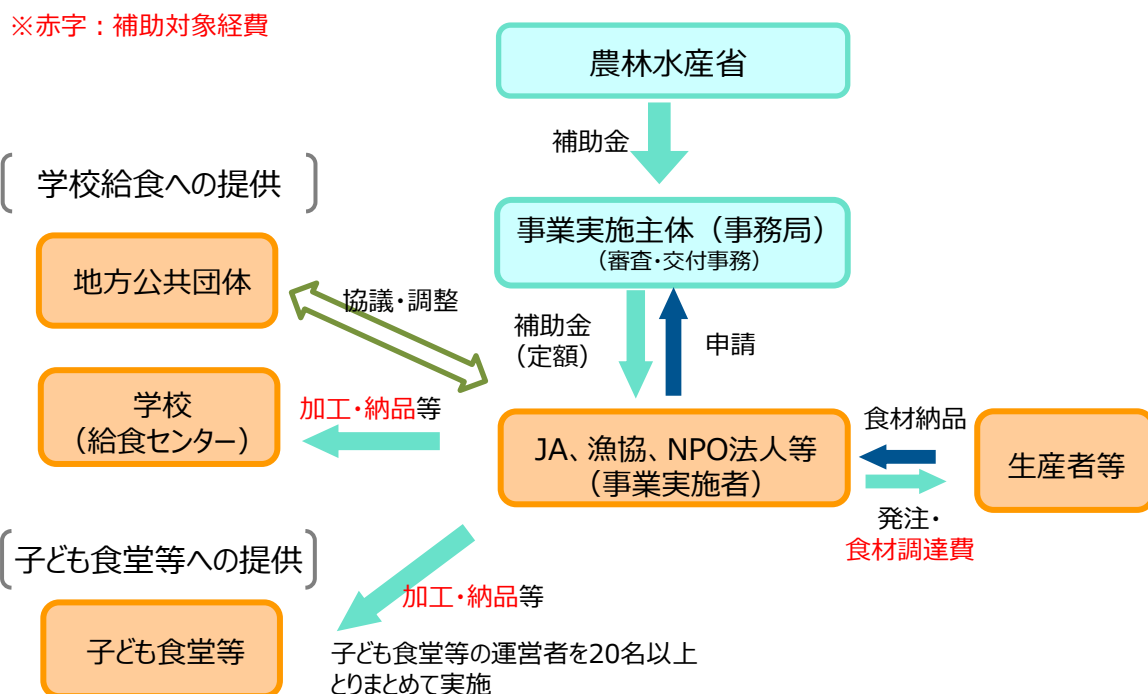 ※赤字：補助対象経費
農林水産省
補助金
学校給食への提供
事業実施主体（事務局）
（審査・交付事務）
地方公共団体
協議・調整
補助金
（定額）
申請
学校
（給食センター）
加工・納品等
JA、漁協、NPO法人等
（事業実施者）
食材納品
生産者等
発注・
食材調達費
子ども食堂等への提供
加工・納品等
子ども食堂等
子ども食堂等の運営者を20名以上
とりまとめて実施